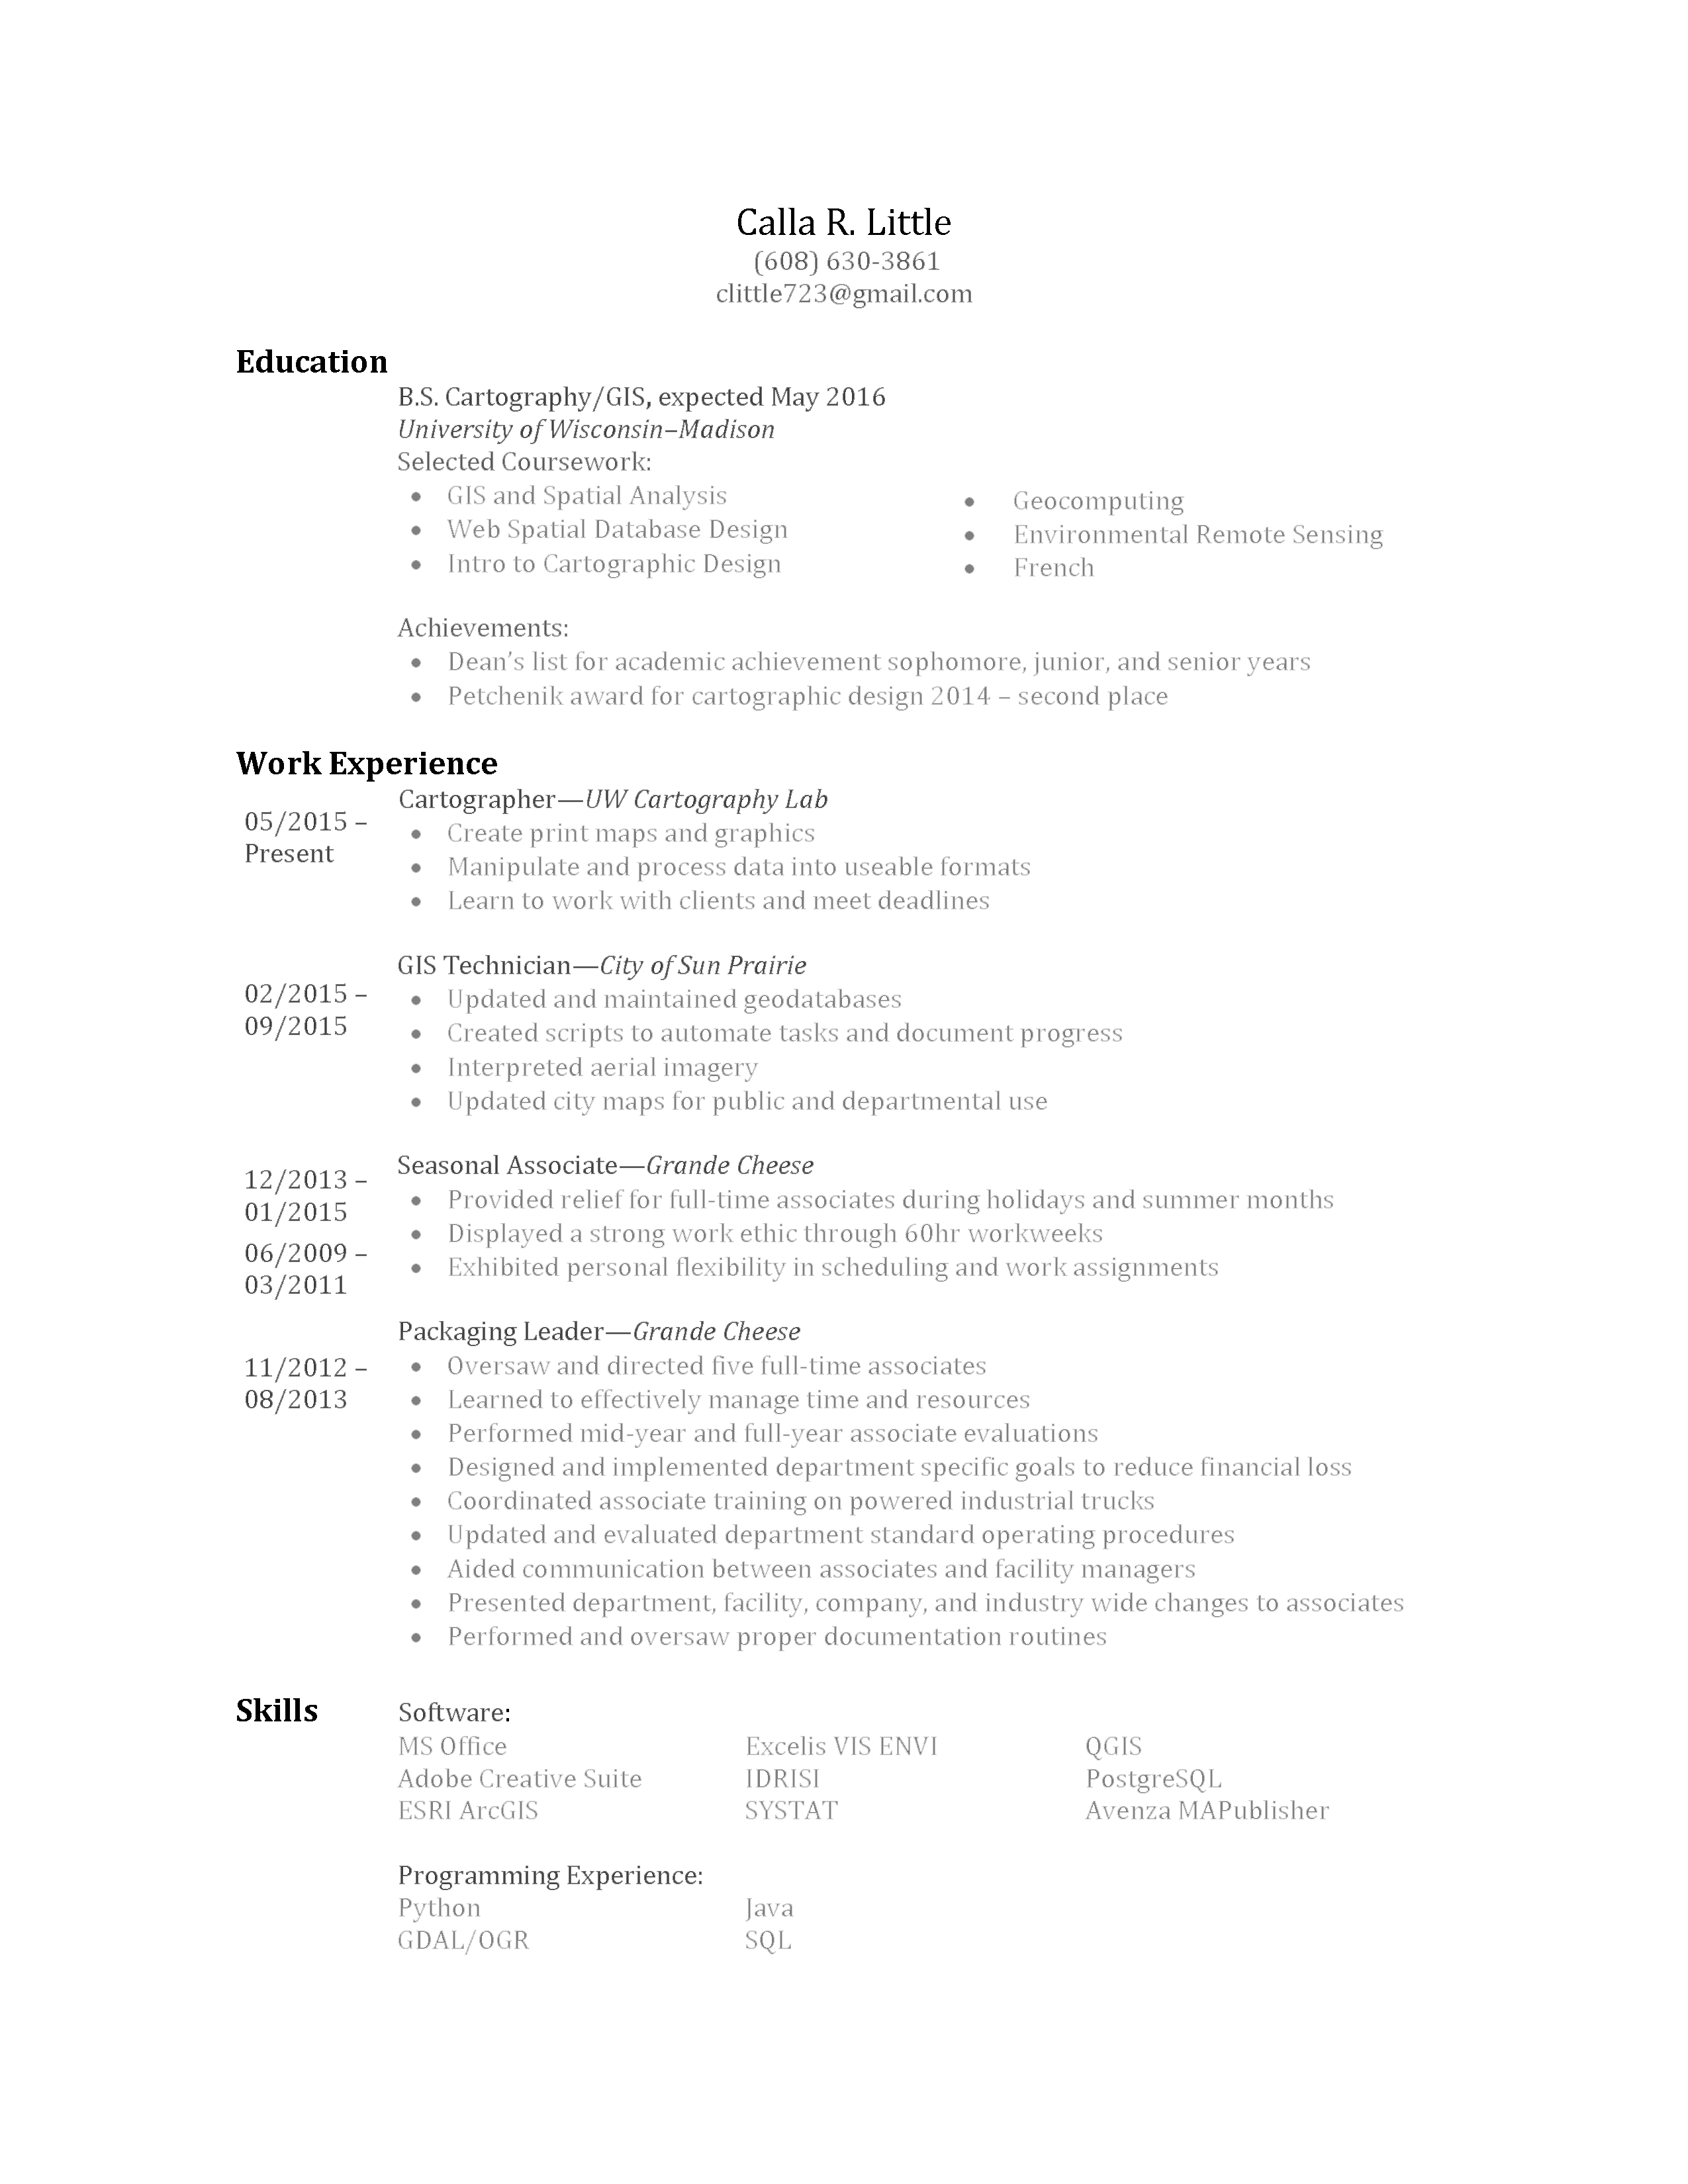 Calla R. Little
(608) 630-3861
clittle723@gmail.com
Education
B.S. Cartography/GIS, expected May 2016
University of Wisconsin–Madison
Selected Coursework:
• GIS and Spatial Analysis
• Web Spatial Database Design
• Intro to Cartographic Design
• Geocomputing
• Environmental Remote Sensing
• French
Achievements:
• Dean's list for academic achievement sophomore, junior, and senior years
• Petchenik award for cartographic design 2014 – second place
Work Experience
05/2015 –
Present
Cartographer—UW Cartography Lab
• Create print maps and graphics
• Manipulate and process data into useable formats
• Learn to work with clients and meet deadlines
02/2015 –
09/2015
GIS Technician—City of Sun Prairie
• Updated and maintained geodatabases
• Created scripts to automate tasks and document progress
• Interpreted aerial imagery
• Updated city maps for public and departmental use
12/2013 –
01/2015
06/2009 –
03/2011
Seasonal Associate—Grande Cheese
• Provided relief for full-time associates during holidays and summer months
• Displayed a strong work ethic through 60hr workweeks
• Exhibited personal flexibility in scheduling and work assignments
11/2012 –
08/2013
Packaging Leader—Grande Cheese
• Oversaw and directed five full-time associates
• Learned to effectively manage time and resources
• Performed mid-year and full-year associate evaluations
• Designed and implemented department specific goals to reduce financial loss
• Coordinated associate training on powered industrial trucks
• Updated and evaluated department standard operating procedures
• Aided communication between associates and facility managers
• Presented department, facility, company, and industry wide changes to associates
• Performed and oversaw proper documentation routines
Skills
Software:
MS Office Excelis VIS ENVI QGIS
Adobe Creative Suite IDRISI PostgreSQL
ESRI ArcGIS SYSTAT Avenza MAPublisher
Programming Experience:
Python Java
GDAL/OGR SQL